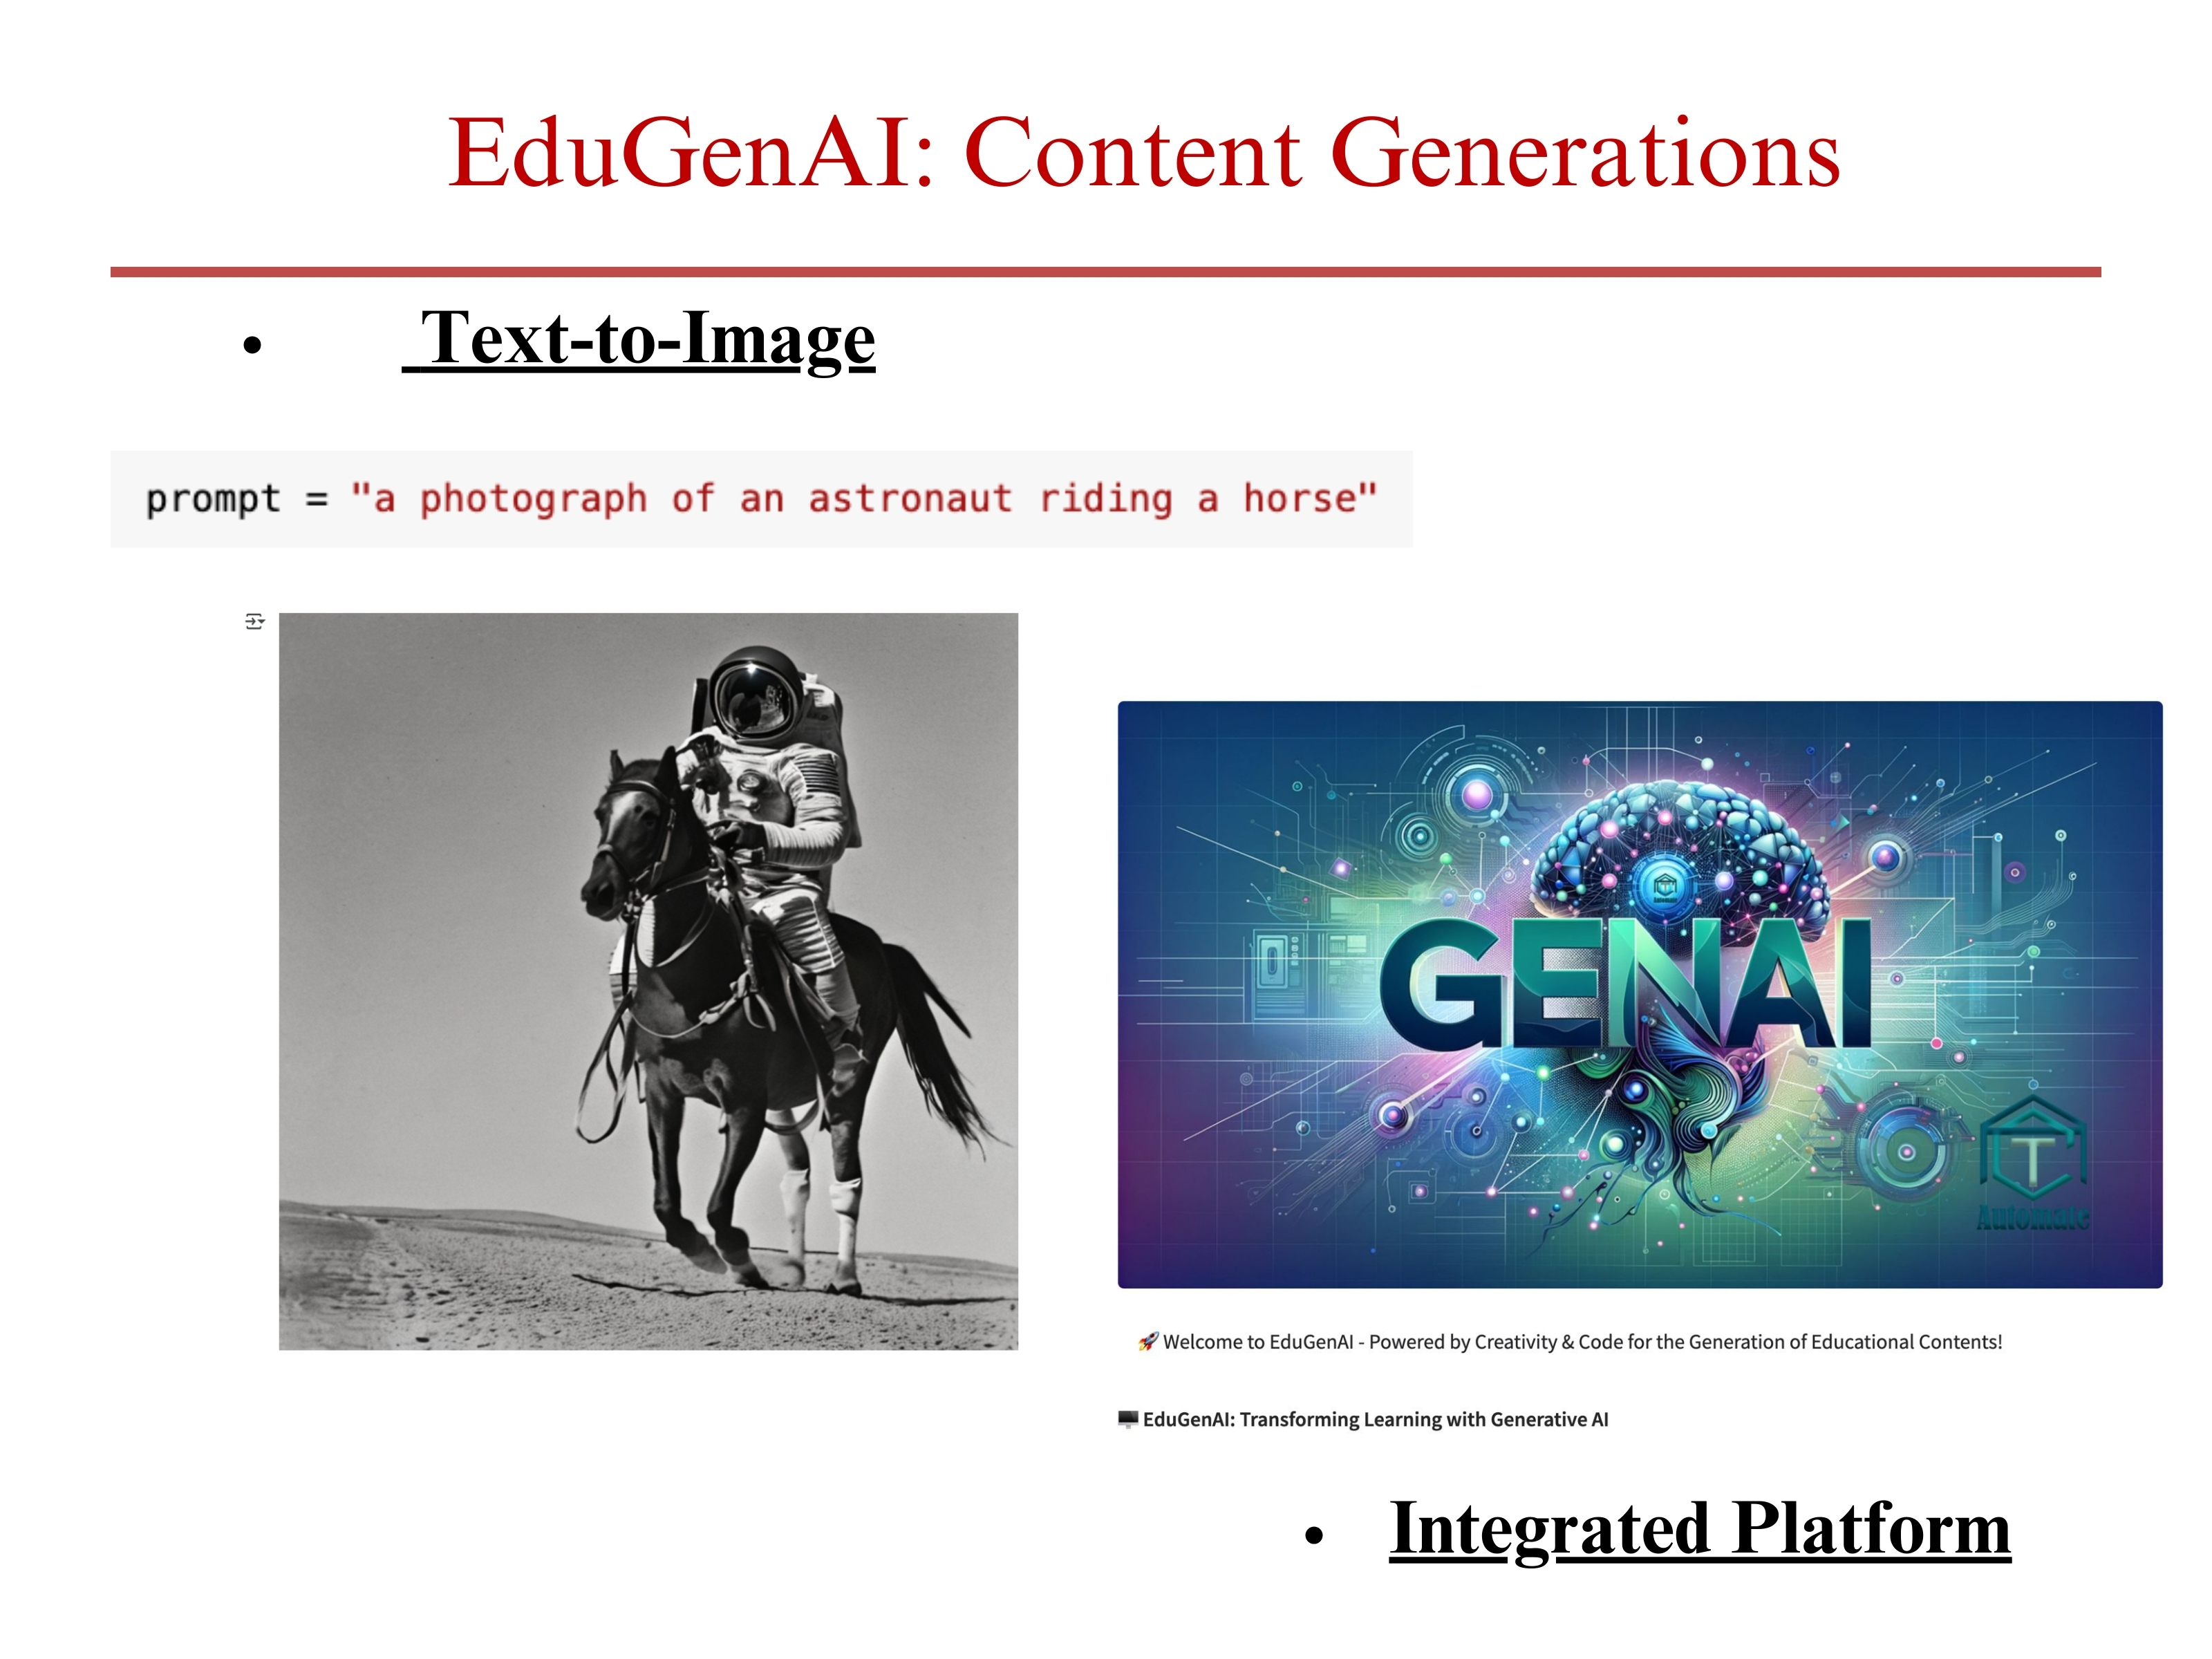 EduGenAI: Content Generations
• Text-to-Image
prompt = "a photograph of an astronaut riding a horse"
GENAI
T
Automate
🚀 Welcome to EduGenAI - Powered by Creativity & Code for the Generation of Educational Contents!
🖥️ EduGenAI: Transforming Learning with Generative AI
• Integrated Platform